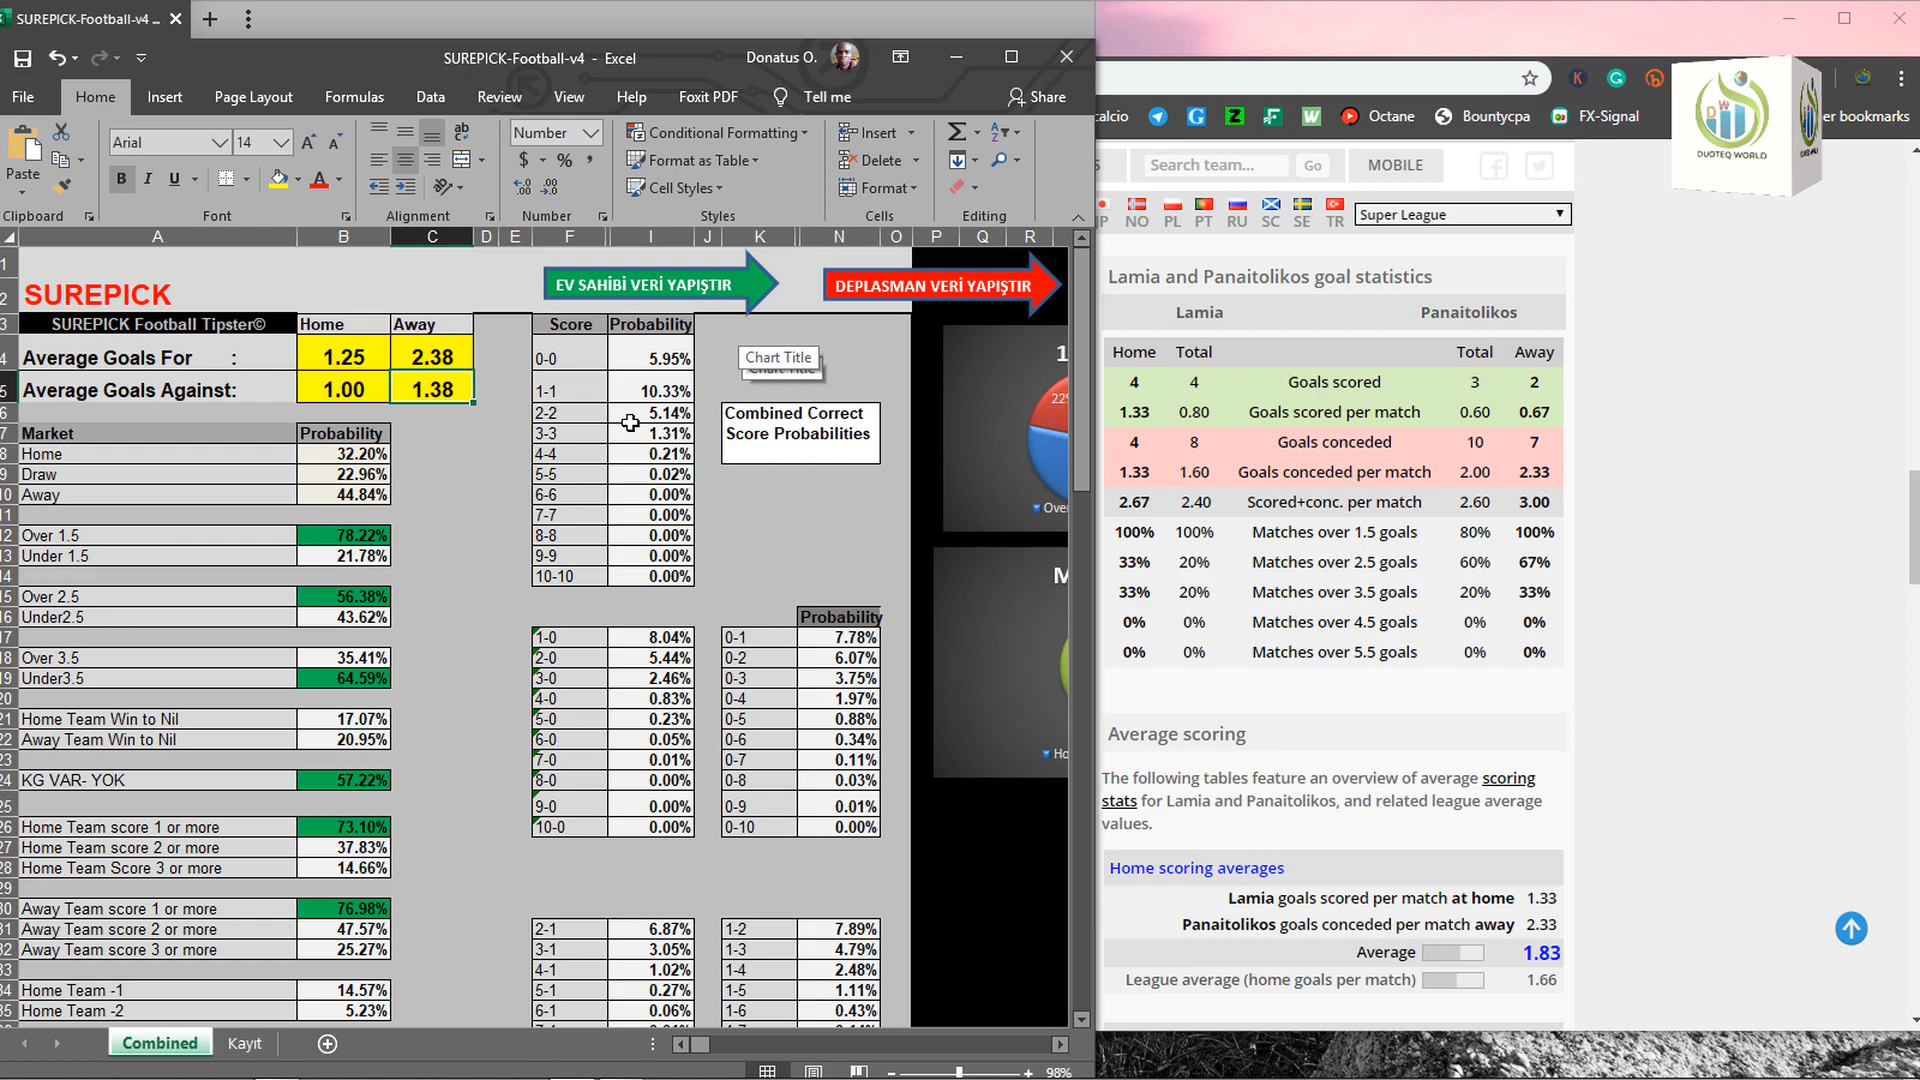 SUREPICK-Football-v4 ...
SUREPICK-Football-v4 - Excel
Donatus O.
File
Home
Insert
Page Layout
Formulas
Data
Review
View
Help
Foxit PDF
Tell me
Share
Paste
Arial
14
Number
Conditional Formatting
Format as Table
Cell Styles
Insert
Delete
Format
Clipboard
Font
Alignment
Number
Styles
Cells
Editing
A B C D E F I J K N O P Q R
SUREPICK
EV SAHİBİ VERİ YAPIŞTIR
DEPLASMAN VERİ YAPIŞTIR
SUREPICK Football Tipster© Home Away
Average Goals For : 1.25 2.38
Average Goals Against: 1.00 1.38
Market Probability
Home 32.20%
Draw 22.96%
Away 44.84%
Over 1.5 78.22%
Under 1.5 21.78%
Over 2.5 56.38%
Under2.5 43.62%
Over 3.5 35.41%
Under3.5 64.59%
Home Team Win to Nil 17.07%
Away Team Win to Nil 20.95%
KG VAR- YOK 57.22%
Home Team score 1 or more 73.10%
Home Team score 2 or more 37.83%
Home Team Score 3 or more 14.66%
Away Team score 1 or more 76.98%
Away Team score 2 or more 47.57%
Away Team score 3 or more 25.27%
Home Team -1 14.57%
Home Team -2 5.23%
Score Probability
0-0 5.95%
1-1 10.33%
2-2 5.14%
3-3 1.31%
4-4 0.21%
5-5 0.02%
6-6 0.00%
7-7 0.00%
8-8 0.00%
9-9 0.00%
10-10 0.00%
Chart Title
Chart Title
Combined Correct
Score Probabilities
Probability
1-0 8.04% 0-1 7.78%
2-0 5.44% 0-2 6.07%
3-0 2.46% 0-3 3.75%
4-0 0.83% 0-4 1.97%
5-0 0.23% 0-5 0.88%
6-0 0.05% 0-6 0.34%
7-0 0.01% 0-7 0.11%
8-0 0.00% 0-8 0.03%
9-0 0.00% 0-9 0.01%
10-0 0.00% 0-10 0.00%
2-1 6.87% 1-2 7.89%
3-1 3.05% 1-3 4.79%
4-1 1.02% 1-4 2.48%
5-1 0.27% 1-5 1.11%
6-1 0.06% 1-6 0.43%
22%
Over
Ho
Combined
Kayıt
98%
alcio
Octane
Bountycpa
FX-Signal
er bookmarks
DUOTEQ WORLD
Search team...
Go
MOBILE
NO PL PT RU SC SE TR
Super League
Lamia and Panaitolikos goal statistics
Lamia Panaitolikos
Home Total Total Away
4 4 Goals scored 3 2
1.33 0.80 Goals scored per match 0.60 0.67
4 8 Goals conceded 10 7
1.33 1.60 Goals conceded per match 2.00 2.33
2.67 2.40 Scored+conc. per match 2.60 3.00
100% 100% Matches over 1.5 goals 80% 100%
33% 20% Matches over 2.5 goals 60% 67%
33% 20% Matches over 3.5 goals 20% 33%
0% 0% Matches over 4.5 goals 0% 0%
0% 0% Matches over 5.5 goals 0% 0%
Average scoring
The following tables feature an overview of average scoring
stats for Lamia and Panaitolikos, and related league average
values.
Home scoring averages
Lamia goals scored per match at home 1.33
Panaitolikos goals conceded per match away 2.33
Average 1.83
League average (home goals per match) 1.66